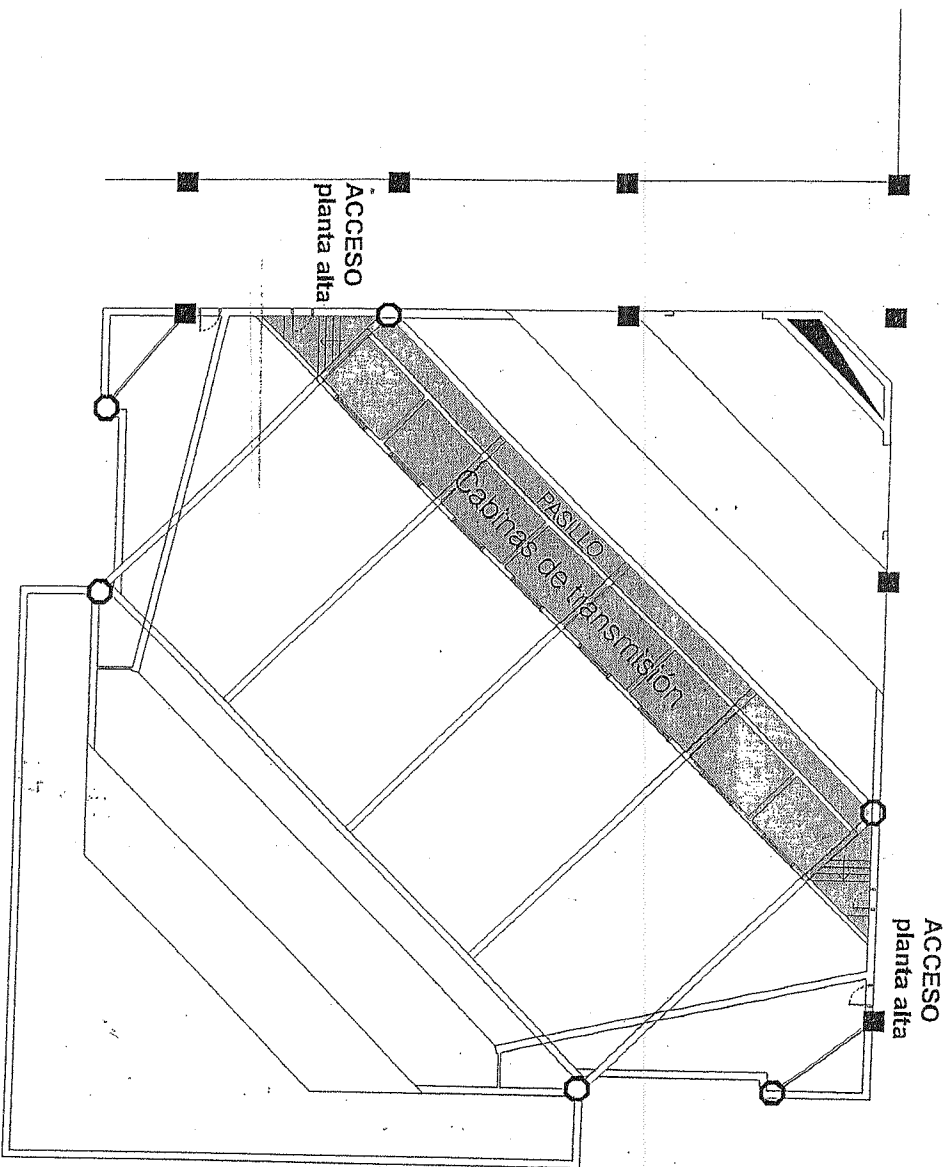 ACCESO
planta alta
PASILLO
Cabinas de transmisión
ACCESO
planta alta